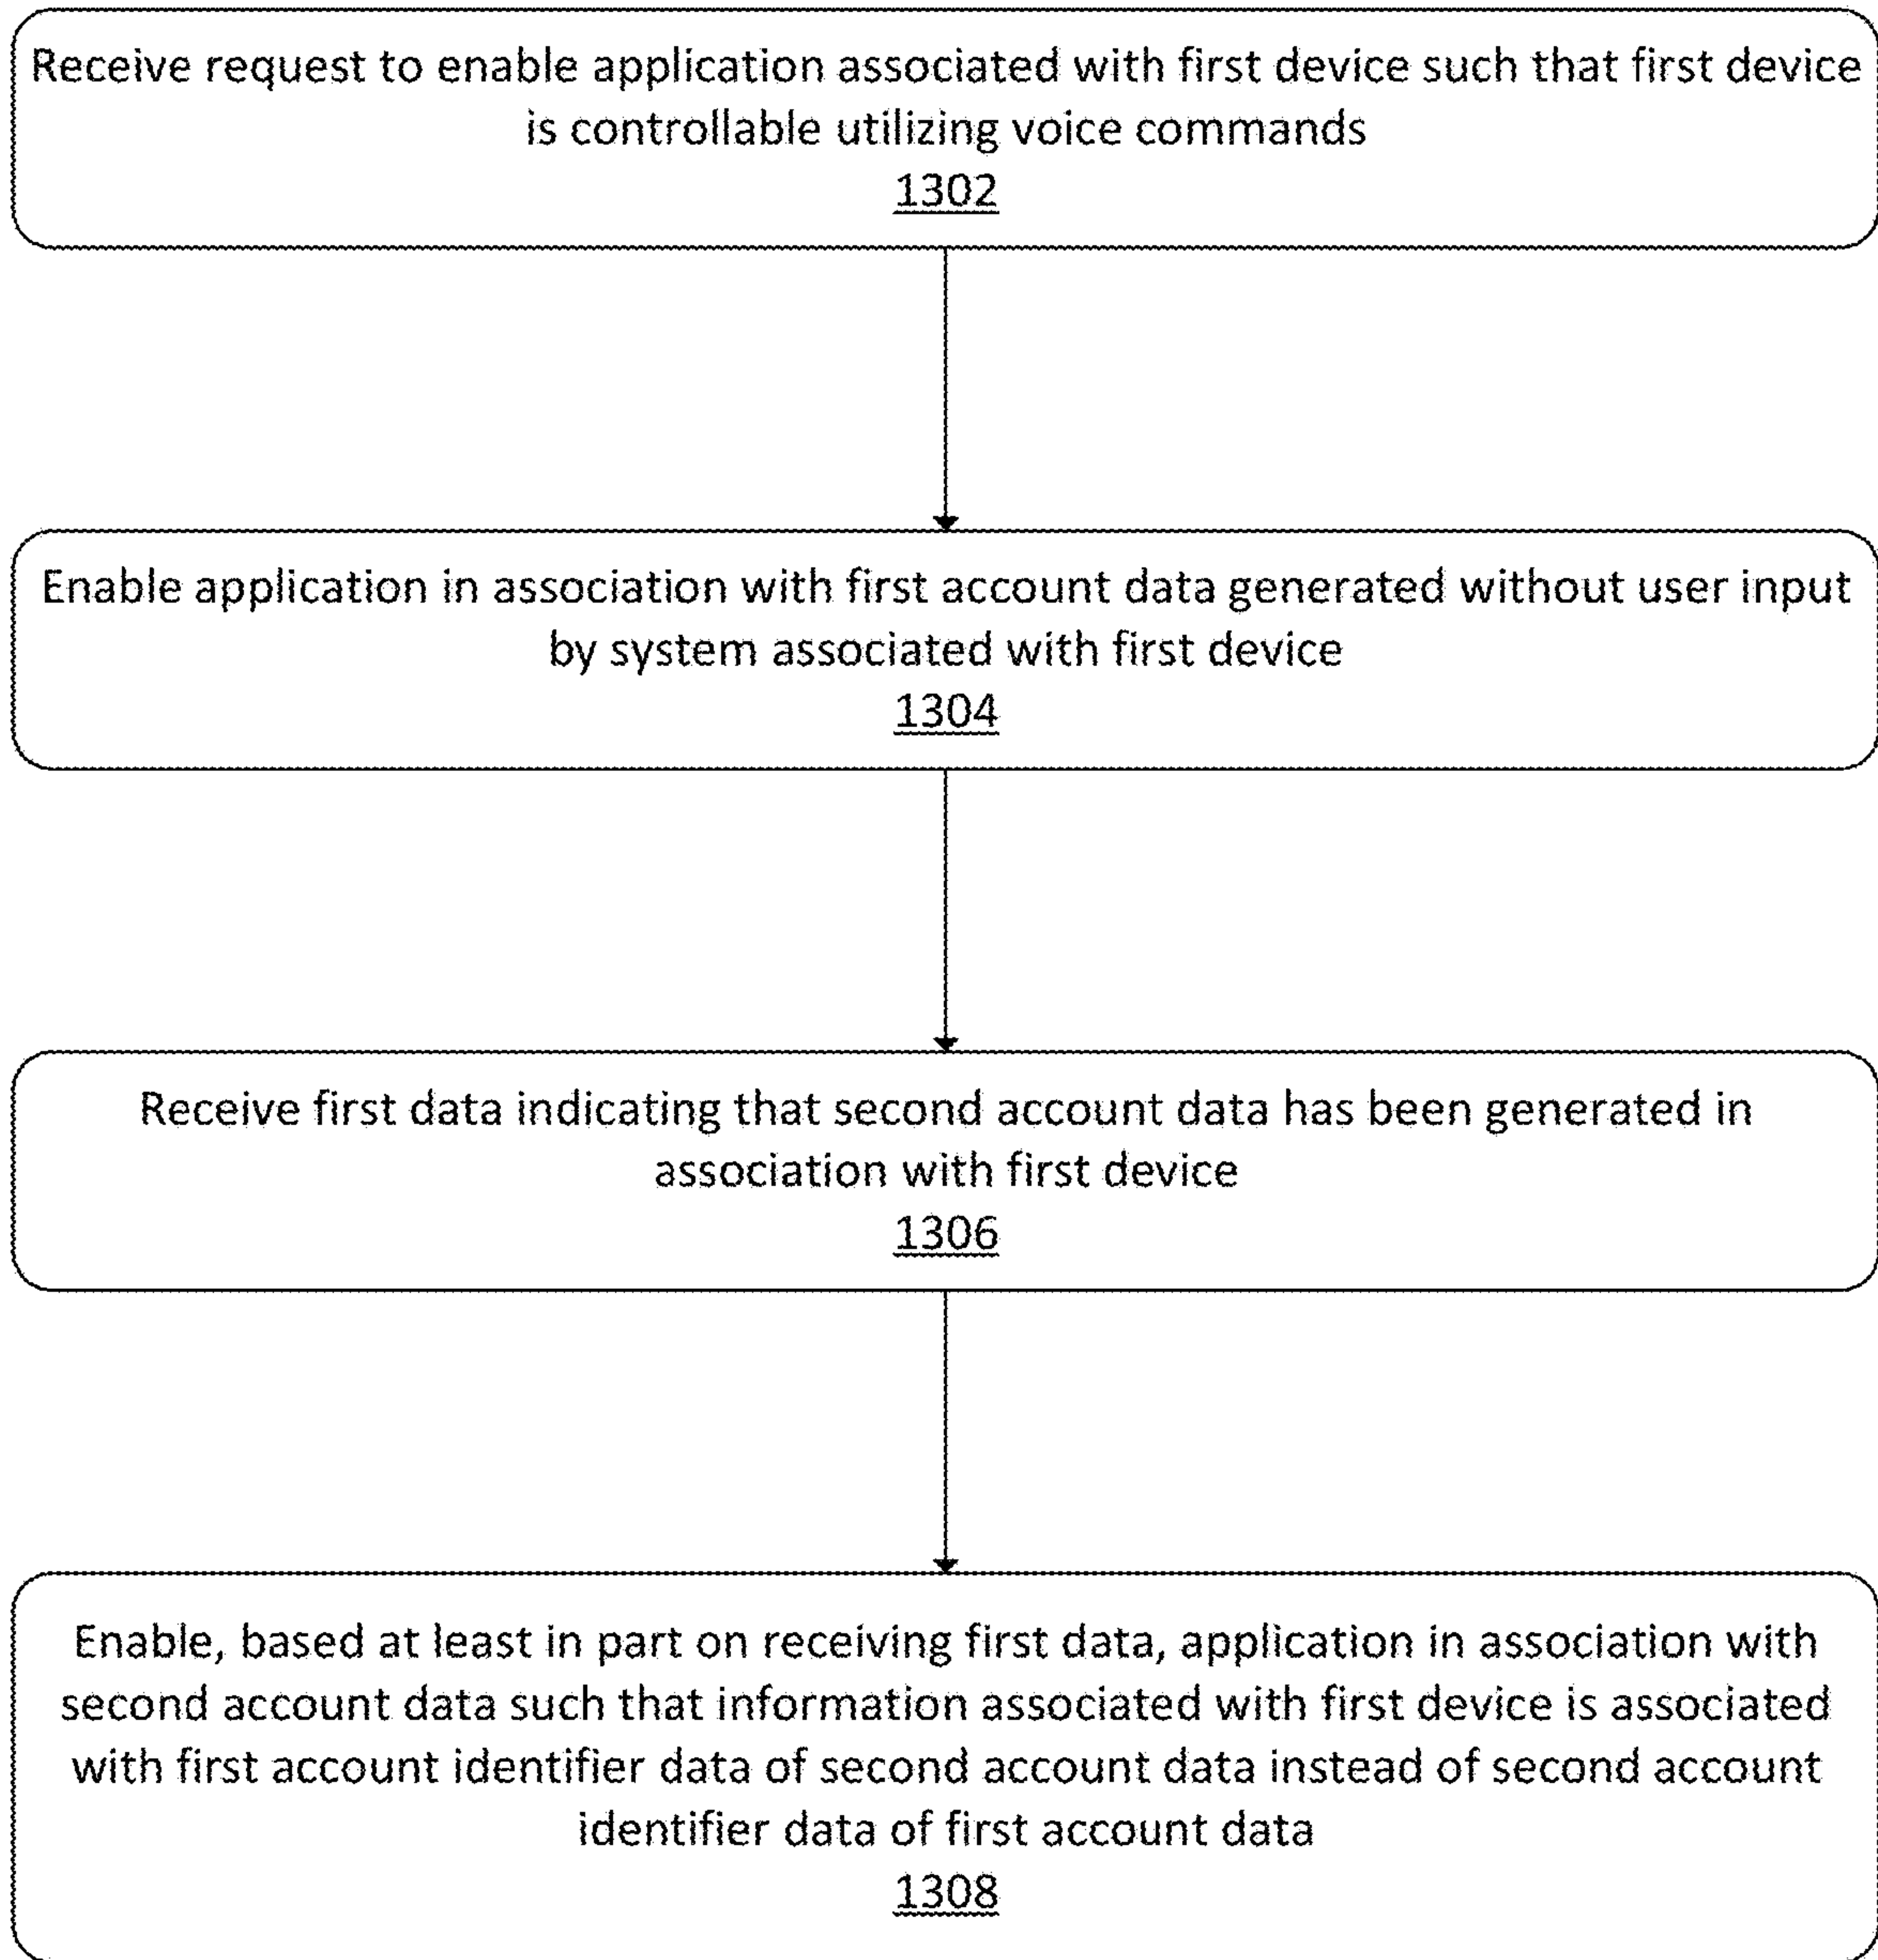 Receive request to enable application associated with first device such that first device
is controllable utilizing voice commands
1302
Enable application in association with first account data generated without user input
by system associated with first device
1304
Receive first data indicating that second account data has been generated in
association with first device
1306
Enable, based at least in part on receiving first data, application in association with
second account data such that information associated with first device is associated
with first account identifier data of second account data instead of second account
identifier data of first account data
1308